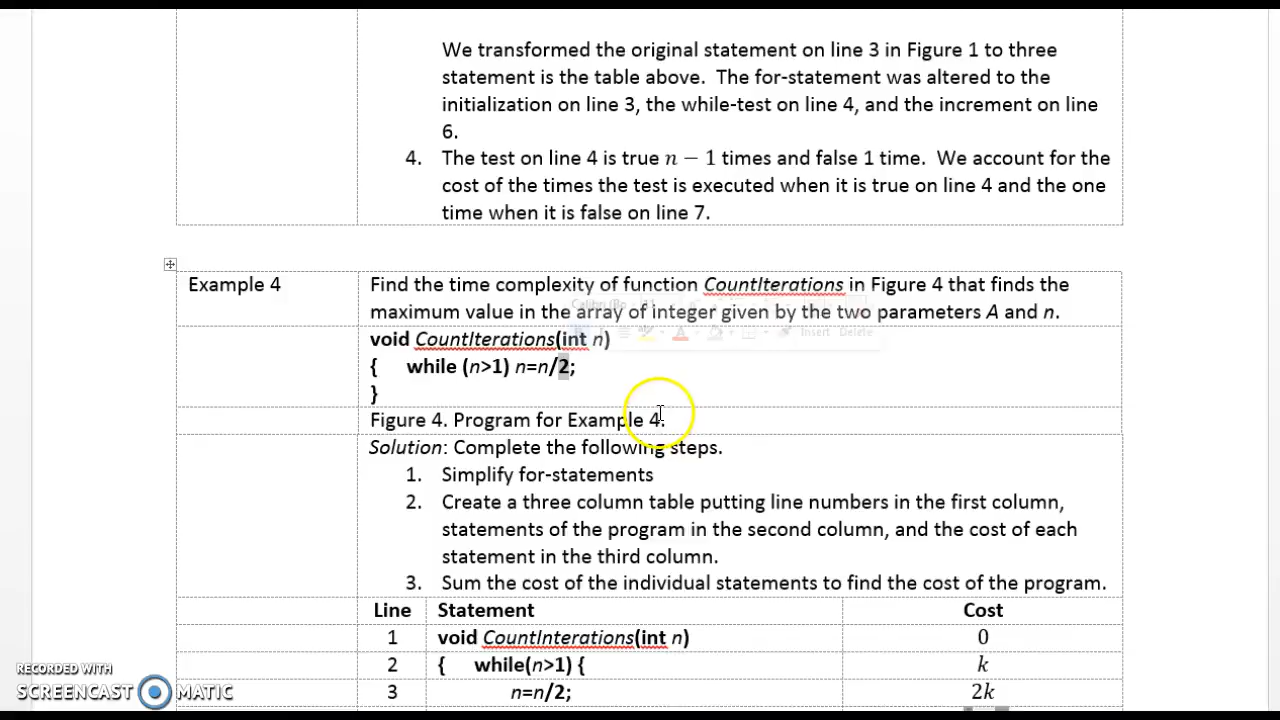 We transformed the original statement on line 3 in Figure 1 to three
statement is the table above.  The for-statement was altered to the
initialization on line 3, the while-test on line 4, and the increment on line
6.
4. The test on line 4 is true n − 1 times and false 1 time.  We account for the
cost of the times the test is executed when it is true on line 4 and the one
time when it is false on line 7.
Example 4 Find the time complexity of function CountIterations in Figure 4 that finds the
maximum value in the array of integer given by the two parameters A and n.
void CountIterations(int n)
Insert Delete
{ while (n>1) n=n/2;
}
Figure 4. Program for Example 4.
Solution: Complete the following steps.
1. Simplify for-statements
2. Create a three column table putting line numbers in the first column,
statements of the program in the second column, and the cost of each
statement in the third column.
3. Sum the cost of the individual statements to find the cost of the program.
Line Statement Cost
1 void CountInterations(int n) 0
2 { while(n>1) { k
3 n=n/2; 2k
RECORDED WITH
SCREENCAST MATIC